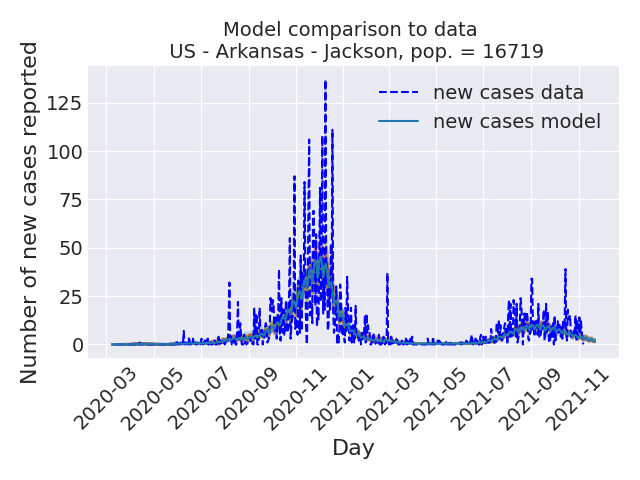 Model comparison to data
US - Arkansas - Jackson, pop. = 16719
Number of new cases reported
125
100
75
50
25
0
new cases data
new cases model
2020-03
2020-05
2020-07
2020-09
2020-11
2021-01
2021-03
2021-05
2021-07
2021-09
2021-11
Day